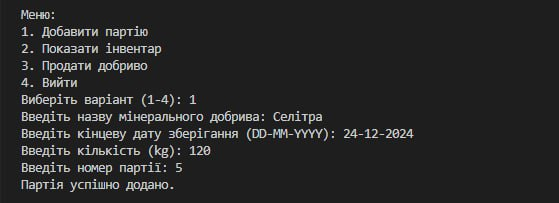 Меню:
1. Добавити партію
2. Показати інвентар
3. Продати добриво
4. Вийти
Виберіть варіант (1-4): 1
Введіть назву мінерального добрива: Селітра
Введіть кінцеву дату зберігання (DD-MM-YYYY): 24-12-2024
Введіть кількість (kg): 120
Введіть номер партії: 5
Партія успішно додано.